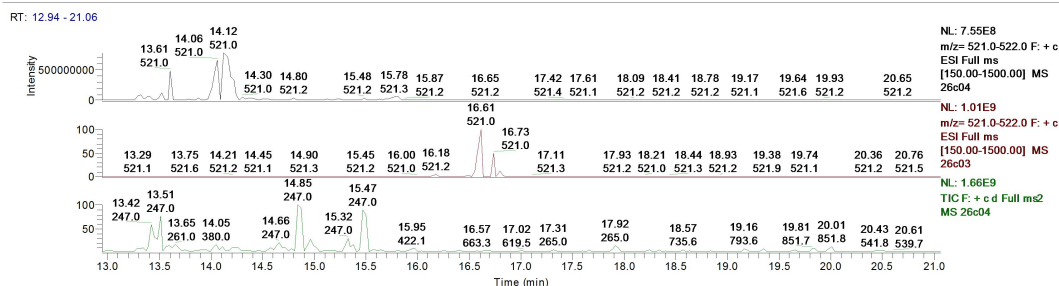 RT: 12.94 - 21.06
NL: 7.55E8
m/z= 521.0-522.0 F: + c
ESI Full ms
[150.00-1500.00] MS
26c04
Intensity
500000000
0
13.61 14.06 14.12 14.30 14.80 15.48 15.78 15.87 16.65 17.42 17.61 18.09 18.41 18.78 19.17 19.64 19.93 20.65
521.0 521.0 521.0 521.0 521.2 521.2 521.3 521.2 521.2 521.4 521.1 521.2 521.2 521.2 521.1 521.6 521.2 521.2
NL: 1.01E9
m/z= 521.0-522.0 F: + c
ESI Full ms
[150.00-1500.00] MS
26c03
100
50
0
13.29 13.75 14.21 14.45 14.90 15.45 16.00 16.18 16.61 16.73 17.11 17.93 18.21 18.44 18.93 19.38 19.74 20.36 20.76
521.1 521.6 521.2 521.1 521.3 521.2 521.0 521.2 521.0 521.0 521.3 521.2 521.0 521.3 521.2 521.9 521.3 521.2 521.5
NL: 1.66E9
TIC F: + c d Full ms2
MS 26c04
100
50
13.42 13.51 13.65 14.05 14.66 14.85 15.32 15.47 15.95 16.57 17.02 17.31 17.92 18.57 19.16 19.81 20.01 20.43 20.61
247.0 247.0 261.0 380.0 247.0 247.0 247.0 247.0 422.1 663.3 619.5 265.0 265.0 735.6 793.6 851.7 851.8 541.8 539.7
13.0 13.5 14.0 14.5 15.0 15.5 16.0 16.5 17.0 17.5 18.0 18.5 19.0 19.5 20.0 20.5 21.0
Time (min)